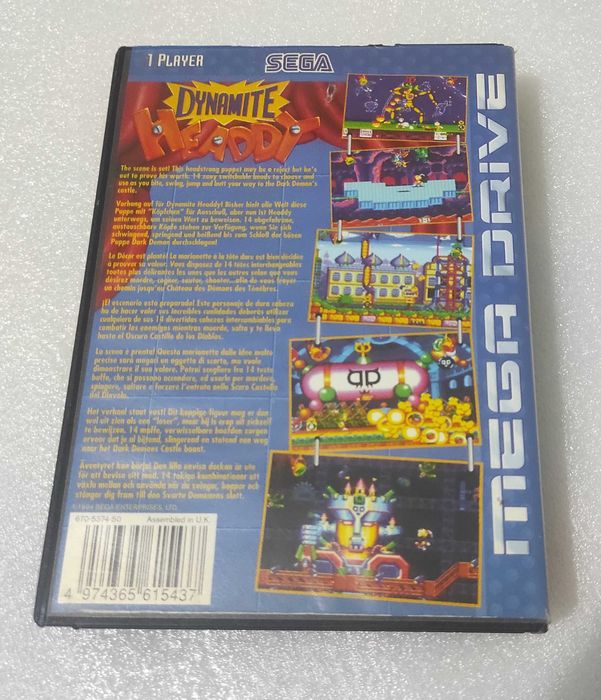 1 PLAYER
SEGA
DYNAMITE
HEADDY
The scene is set! This headstrong puppet may be a reject but he's
out to prove his worth. 14 zany switchable heads to choose and
use as you bite, swing, jump and butt your way to the Dark Demon's
castle.
Vorhang auf für Dynamite Headdy! Bisher hielt alle Welt diese
Puppe mit "Köpfchen" für Ausschuß, aber nun ist Headdy
unterwegs, um seinen Wert zu beweisen. 14 abgefahrene,
austauschbare Köpfe stehen zur Verfügung, wenn Sie sich
schwingend, springend und beißend bis zum Schloß der bösen
Puppe Dark Demon durchschlagen!
Le Décor est planté! La marionette a la tête dure est bien décidée
a prouver sa valeur. Vous disposez de 14 têtes interchangeables
toutes plus délirantes les unes que les autres selon que vous
désirez mordre, cogner, sauter, shooter...afin de vous frayer
un chemin jusqu'au Château des Démons des Ténèbres.
¡El escenario esta preparado! Este personaje de dura cabeza
ha de hacer valer sus increíbles cualidades deberás utilizar
cualquiera de sus 14 divertidas cabezas intercambiables para
combatir los enemigos mientras muerde, salta y te lleva
hasta el Oscuro Castillo de los Diablos.
La scena e pronta! Questa marionetta dalle idee molto
precise sarà magari un oggetto di scarto, ma vuole
dimostrare il suo valore. Potrai scegliere fra 14 teste
buffe, che si possono accendere, ed usarle per mordere,
spingere, saltare e forzare l'entrata nello Scuro Castello
del Diavolo.
Het verhaal staat vast! Dit koppige figuur mag er dan
wel uit zien als een "loser", maar hij is erop uit zichzelf
te bewijzen. 14 maffe, verwisselbare hoofden zorgen
ervoor dat je al bijtend, slingerend en stotend een weg
naar het Dark Demons Castle baant.
Äventyret kan börja! Den lilla envisa dockan är ute
för att bevisa sitt mod. 14 tokiga kombinationer att
växla mellan och använda när du svingar, hoppar och
stångar dig fram till den Svarta Demonens slott.
© 1994 SEGA ENTERPRISES, LTD.
670-5374-50 Assembled in U.K.
4 974365 615437
MEGA DRIVE